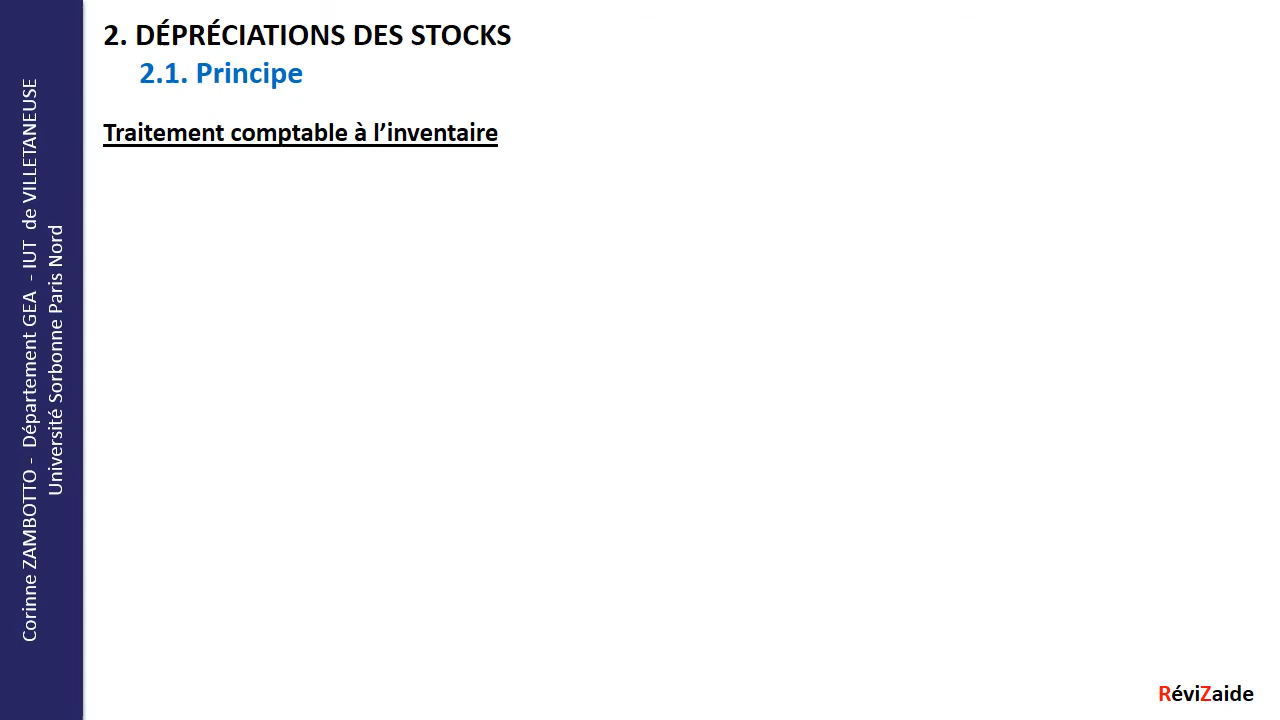 2. DÉPRÉCIATIONS DES STOCKS
2.1. Principe
Traitement comptable à l’inventaire
Corinne ZAMBOTTO - Département GEA - IUT de VILLETANEUSE
Université Sorbonne Paris Nord
RéviZaide